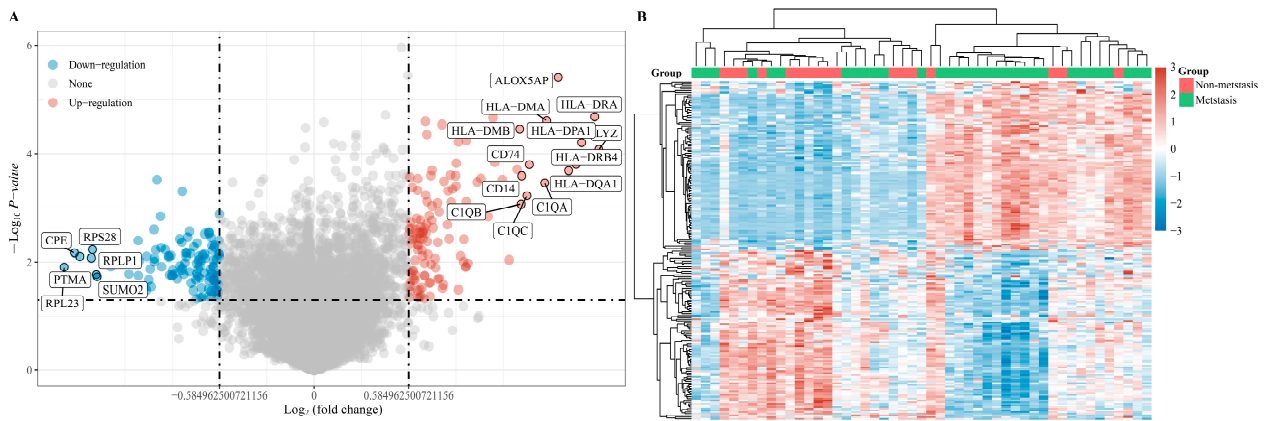 A
6
4
2
0
−Log₁₀ P-value
Down−regulation
None
Up−regulation
ALOX5AP
HLA−DMA
HLA−DRA
HLA−DMB
HLA−DPA1
LYZ
CD74
HLA−DRB4
CD14
HLA−DQA1
C1QB
C1QA
C1QC
CPE
RPS28
RPLP1
PTMA
SUMO2
RPL23
−0.584962500721156
0
0.584962500721156
Log₂ (fold change)
B
Group
3
2
1
0
−1
−2
−3
Group
Non-metastasis
Metstasis